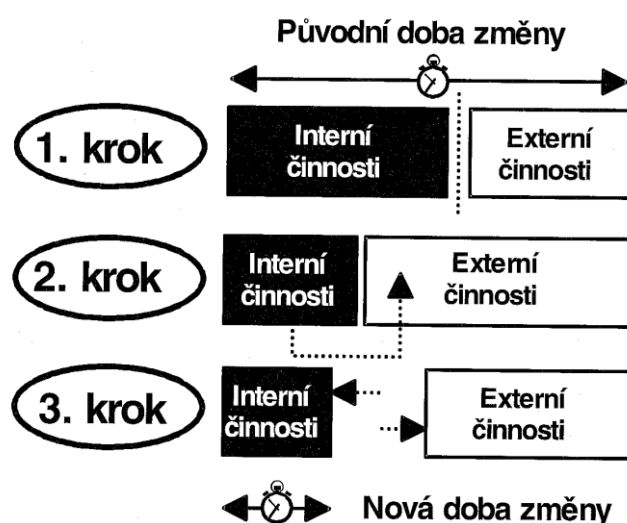 Původní doba změny
1. krok
Interní
činnosti
Externí
činnosti
2. krok
Interní
činnosti
Externí
činnosti
3. krok
Interní
činnosti
Externí
činnosti
Nová doba změny